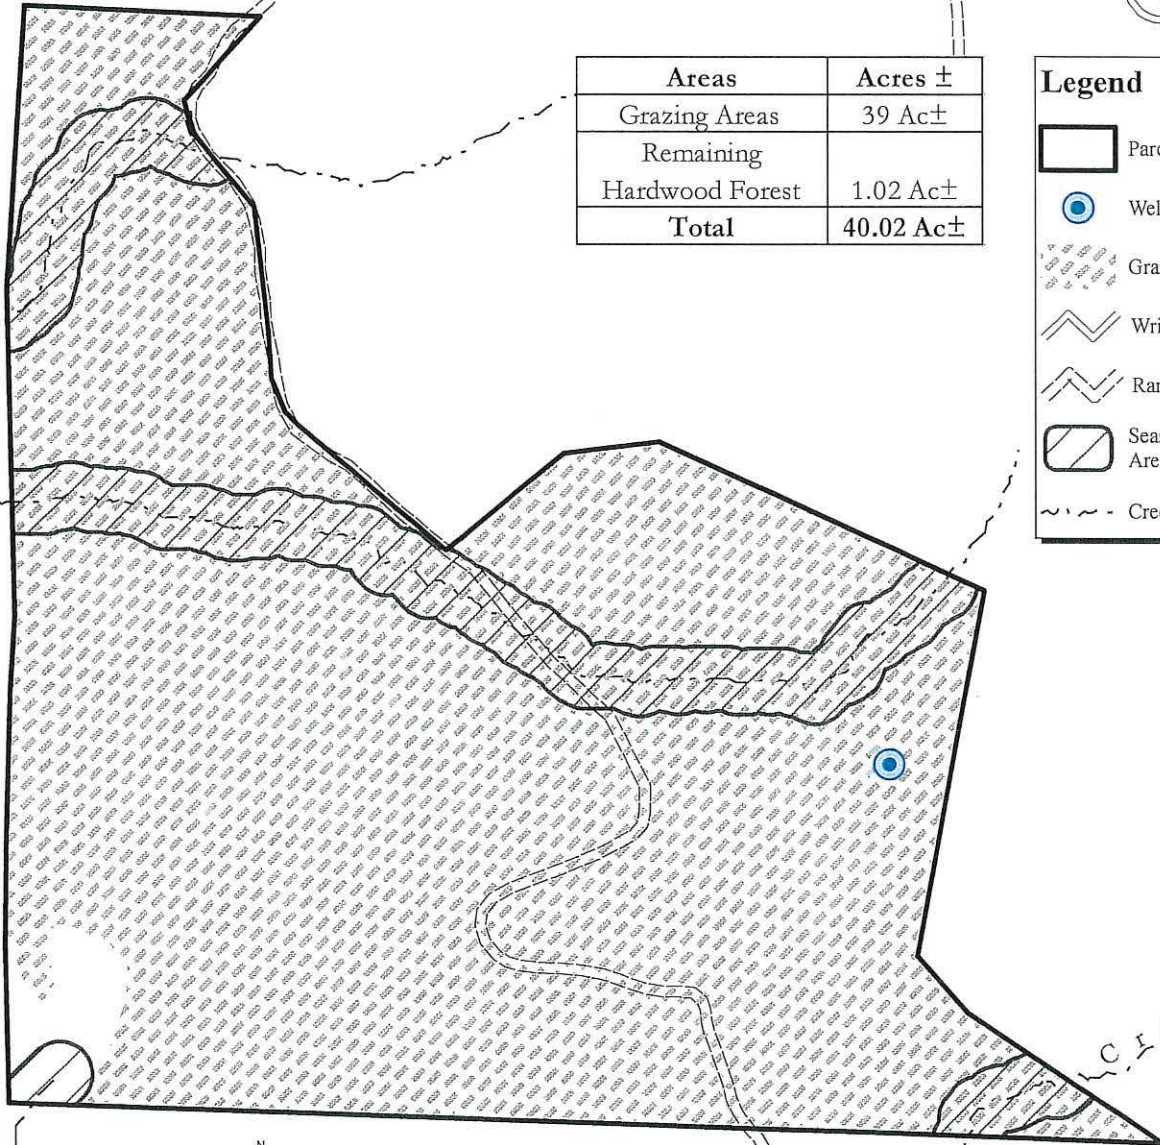 Areas Acres ±
Grazing Areas 39 Ac±
Remaining
Hardwood Forest 1.02 Ac±
Total 40.02 Ac±
Legend
Parc
Wel
Gra
Wri
Ran
Sea
Are
Cree
C r
N